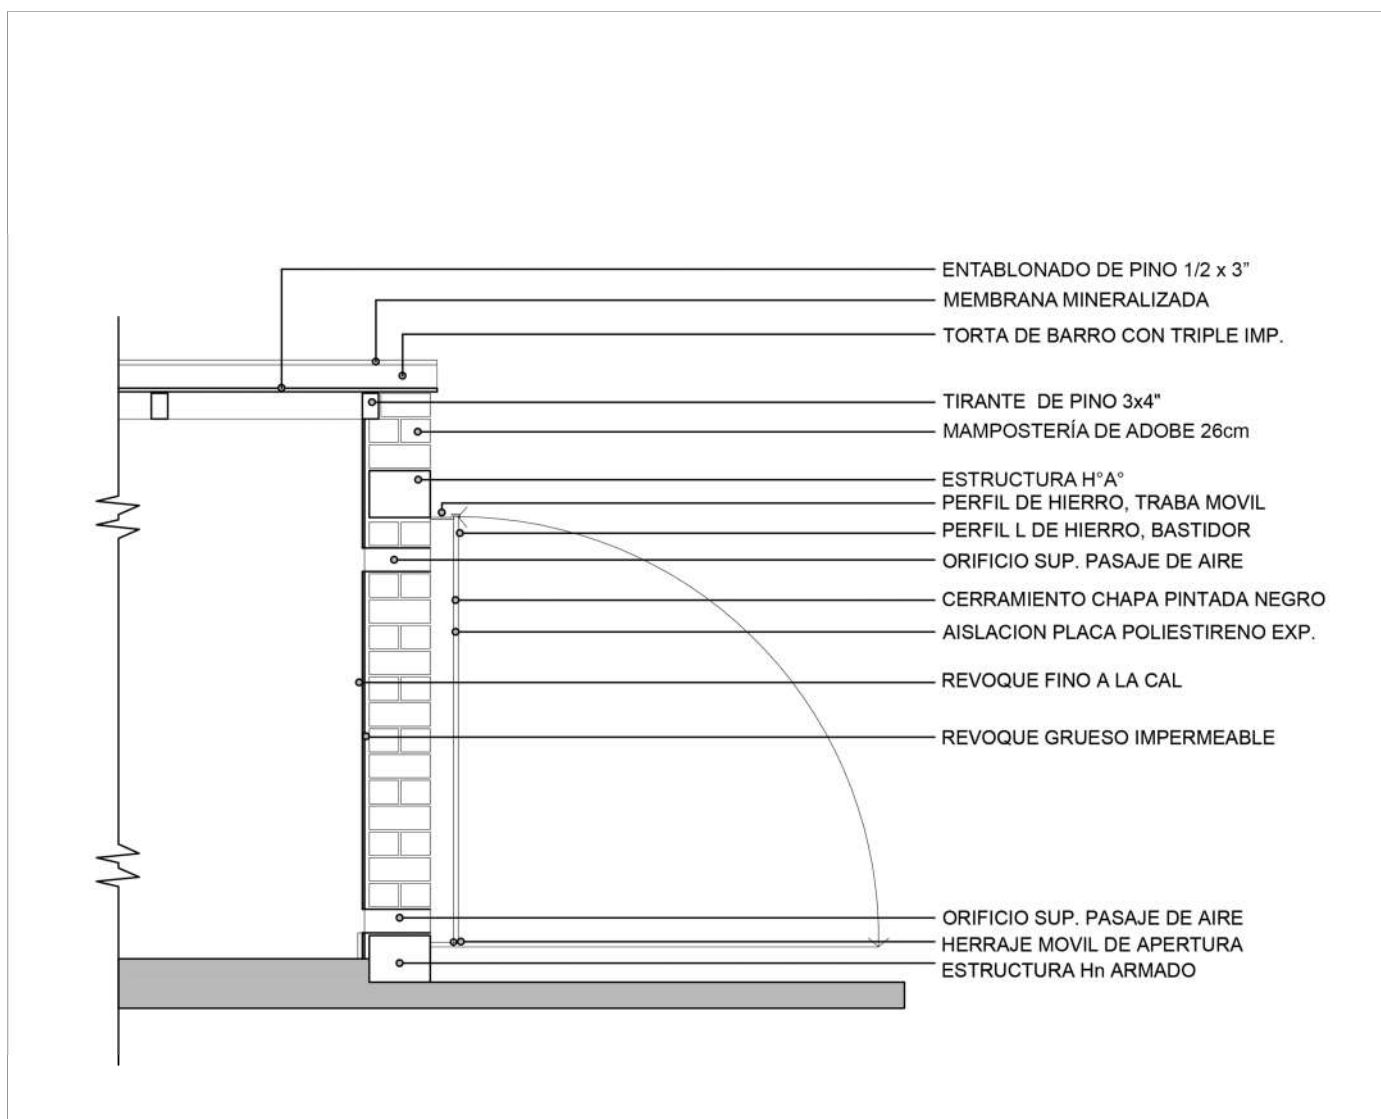 ENTABLONADO DE PINO 1/2 x 3”
MEMBRANA MINERALIZADA
TORTA DE BARRO CON TRIPLE IMP.
TIRANTE DE PINO 3x4"
MAMPOSTERÍA DE ADOBE 26cm
ESTRUCTURA H°A°
PERFIL DE HIERRO, TRABA MOVIL
PERFIL L DE HIERRO, BASTIDOR
ORIFICIO SUP. PASAJE DE AIRE
CERRAMIENTO CHAPA PINTADA NEGRO
AISLACION PLACA POLIESTIRENO EXP.
REVOQUE FINO A LA CAL
REVOQUE GRUESO IMPERMEABLE
ORIFICIO SUP. PASAJE DE AIRE
HERRAJE MOVIL DE APERTURA
ESTRUCTURA Hn ARMADO